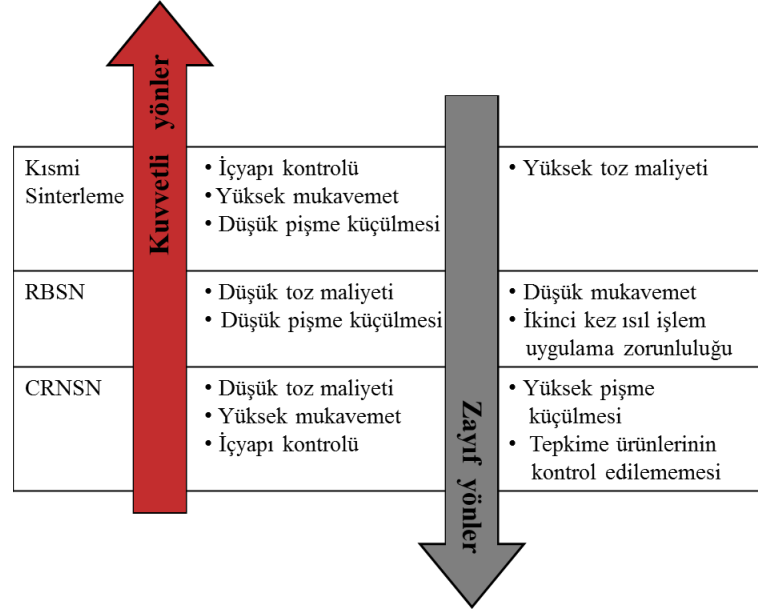 Kuvvetli yönler
Zayıf yönler
Kısmi
Sinterleme
• İçyapı kontrolü
• Yüksek mukavemet
• Düşük pişme küçülmesi
• Yüksek toz maliyeti
RBSN
• Düşük toz maliyeti
• Düşük pişme küçülmesi
• Düşük mukavemet
• İkinci kez ısıl işlem
uygulama zorunluluğu
CRNSN
• Düşük toz maliyeti
• Yüksek mukavemet
• İçyapı kontrolü
• Yüksek pişme
küçülmesi
• Tepkime ürünlerinin
kontrol edilememesi